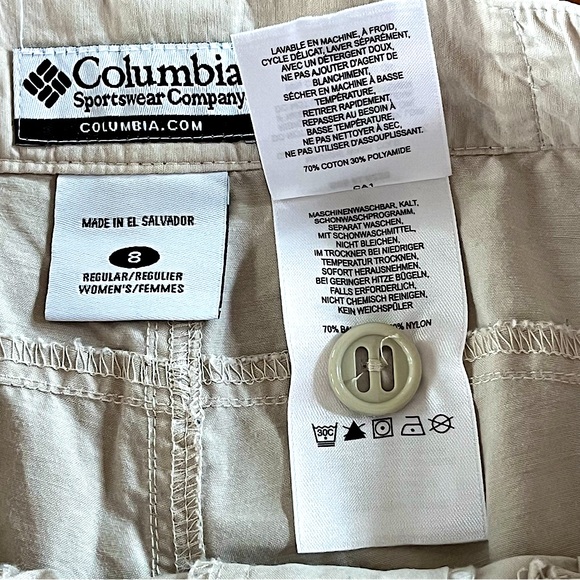 Columbia
Sportswear Company
COLUMBIA.COM
MADE IN EL SALVADOR
8
REGULAR/REGULIER
WOMEN'S/FEMMES
LAVABLE EN MACHINE, À FROID,
CYCLE DÉLICAT, LAVER SÉPARÉMENT,
AVEC UN DÉTERGENT DOUX,
NE PAS AJOUTER D'AGENT DE
BLANCHIMENT,
SÉCHER EN MACHINE À BASSE
TEMPÉRATURE,
RETIRER RAPIDEMENT,
REPASSER AU BESOIN À
BASSE TEMPÉRATURE,
NE PAS NETTOYER À SEC,
NE PAS UTILISER D'ASSOUPLISSANT.
70% COTON 30% POLYAMIDE
MASCHINENWASCHBAR, KALT,
SCHONWASCHPROGRAMM,
SEPARAT WASCHEN,
MIT SCHONWASCHMITTEL,
NICHT BLEICHEN.
IM TROCKNER BEI NIEDRIGER
TEMPERATUR TROCKNEN,
SOFORT HERAUSNEHMEN.
BEI GERINGER HITZE BÜGELN,
FALLS ERFORDERLICH,
NICHT CHEMISCH REINIGEN,
KEIN WEICHSPÜLER
70% NYLON
30C